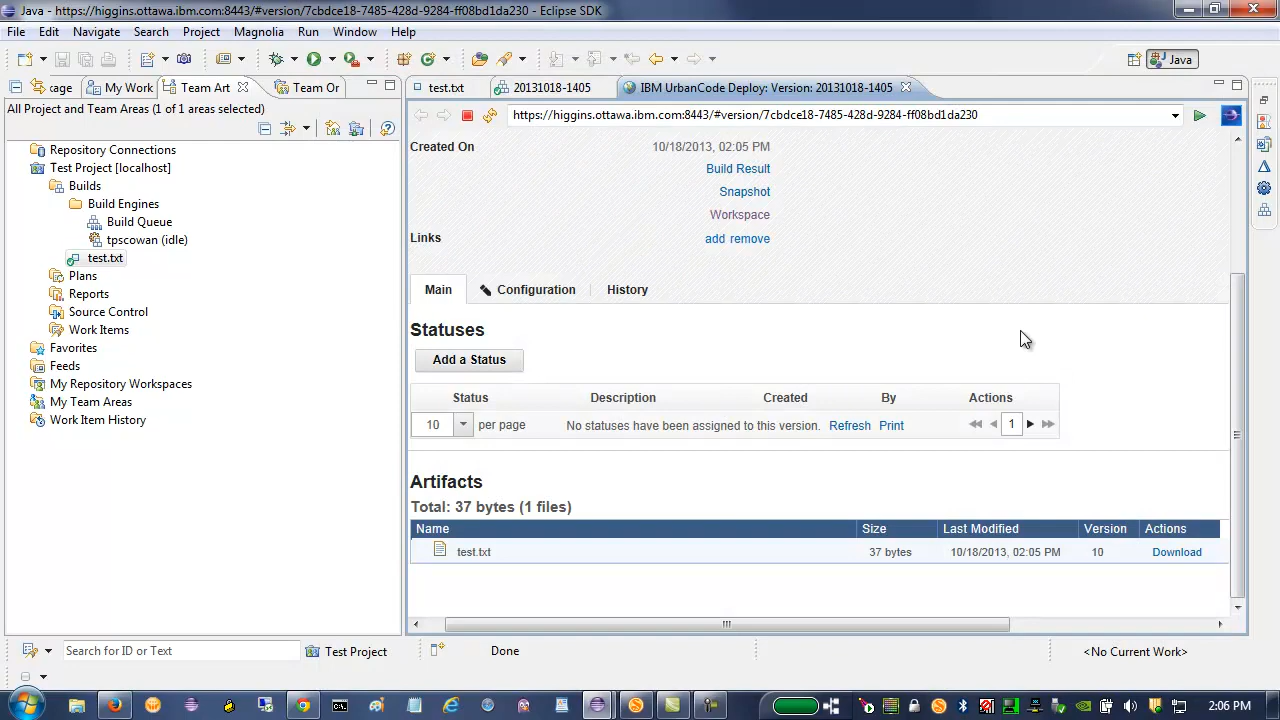 Java - https://higgins.ottawa.ibm.com:8443/#version/7cbdce18-7485-428d-9284-ff08bd1da230 - Eclipse SDK
File Edit Navigate Search Project Magnolia Run Window Help
Java
cage My Work Team Art Team Or
test.txt 20131018-1405 IBM UrbanCode Deploy: Version: 20131018-1405
All Project and Team Areas (1 of 1 areas selected)
https://higgins.ottawa.ibm.com:8443/#version/7cbdce18-7485-428d-9284-ff08bd1da230
Repository Connections
Test Project [localhost]
Builds
Build Engines
Build Queue
tpscowan (idle)
test.txt
Plans
Reports
Source Control
Work Items
Favorites
Feeds
My Repository Workspaces
My Team Areas
Work Item History
Created On 10/18/2013, 02:05 PM
Build Result
Snapshot
Workspace
Links add remove
Main Configuration History
Statuses
Add a Status
Status Description Created By Actions
10 per page No statuses have been assigned to this version. Refresh Print 1
Artifacts
Total: 37 bytes (1 files)
Name Size Last Modified Version Actions
test.txt 37 bytes 10/18/2013, 02:05 PM 10 Download
Search for ID or Text Test Project Done <No Current Work>
2:06 PM